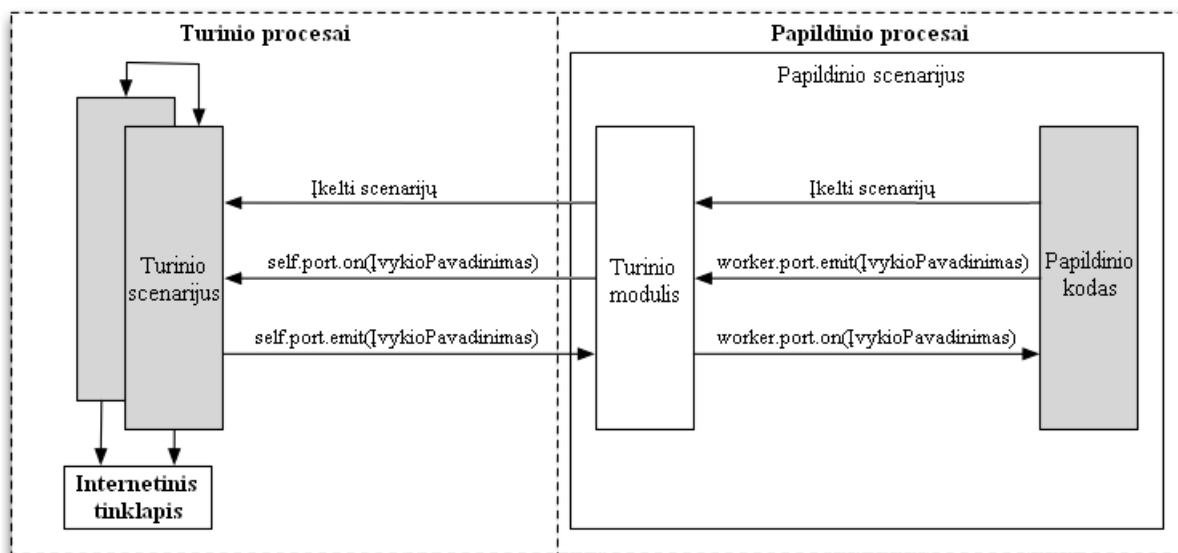 Turinio procesai
Papildinio procesai
Papildinio scenarijus
Įkelti scenarijų
Įkelti scenarijų
Turinio
scenarijus
self.port.on(ĮvykioPavadinimas)
Turinio
modulis
worker.port.emit(ĮvykioPavadinimas)
Papildinio
kodas
self.port.emit(ĮvykioPavadinimas)
worker.port.on(ĮvykioPavadinimas)
Internetinis
tinklapis